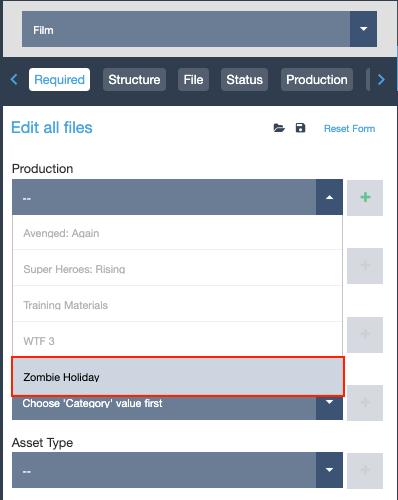 Film
Required Structure File Status Production
Edit all files Reset Form
Production
--
Avenged: Again
Super Heroes: Rising
Training Materials
WTF 3
Zombie Holiday
Choose 'Category' value first
Asset Type
--